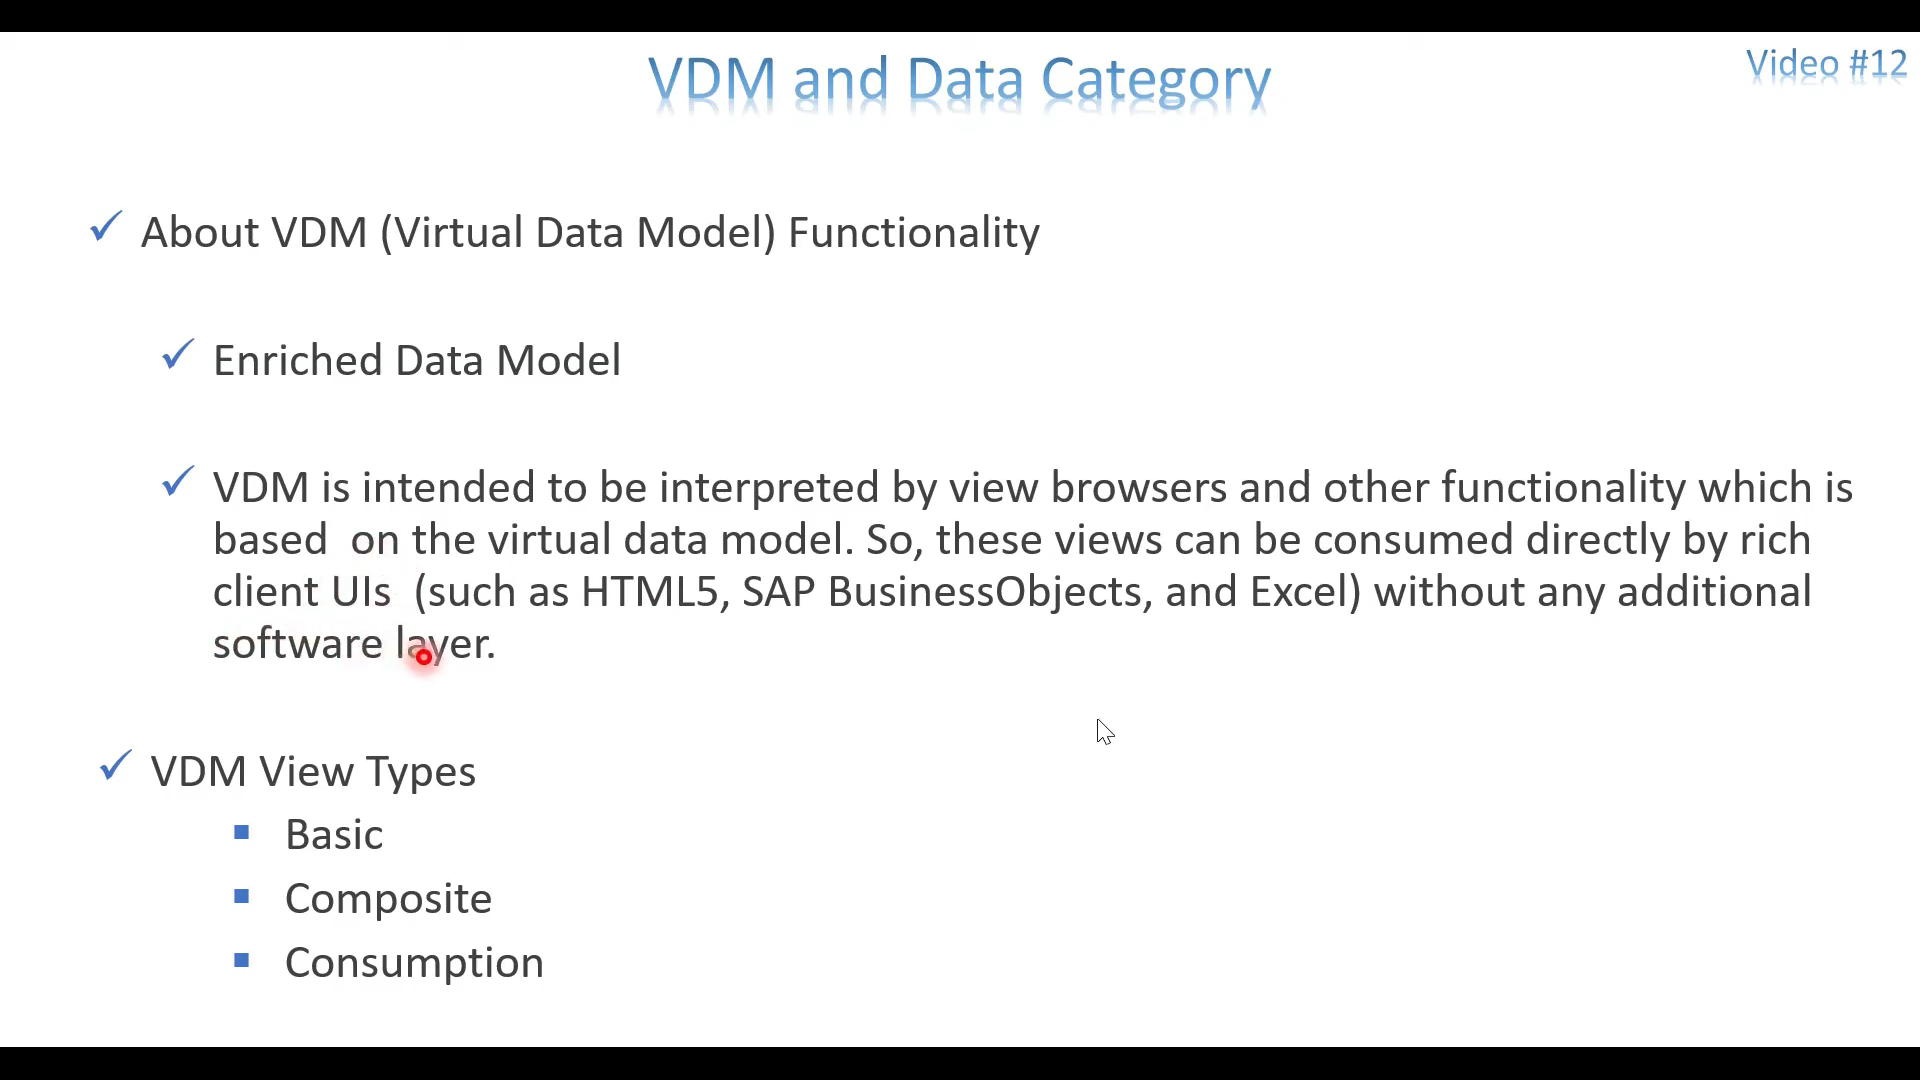 VDM and Data Category
Video #12
About VDM (Virtual Data Model) Functionality
Enriched Data Model
VDM is intended to be interpreted by view browsers and other functionality which is
based  on the virtual data model. So, these views can be consumed directly by rich
client UIs  (such as HTML5, SAP BusinessObjects, and Excel) without any additional
software layer.
VDM View Types
Basic
Composite
Consumption